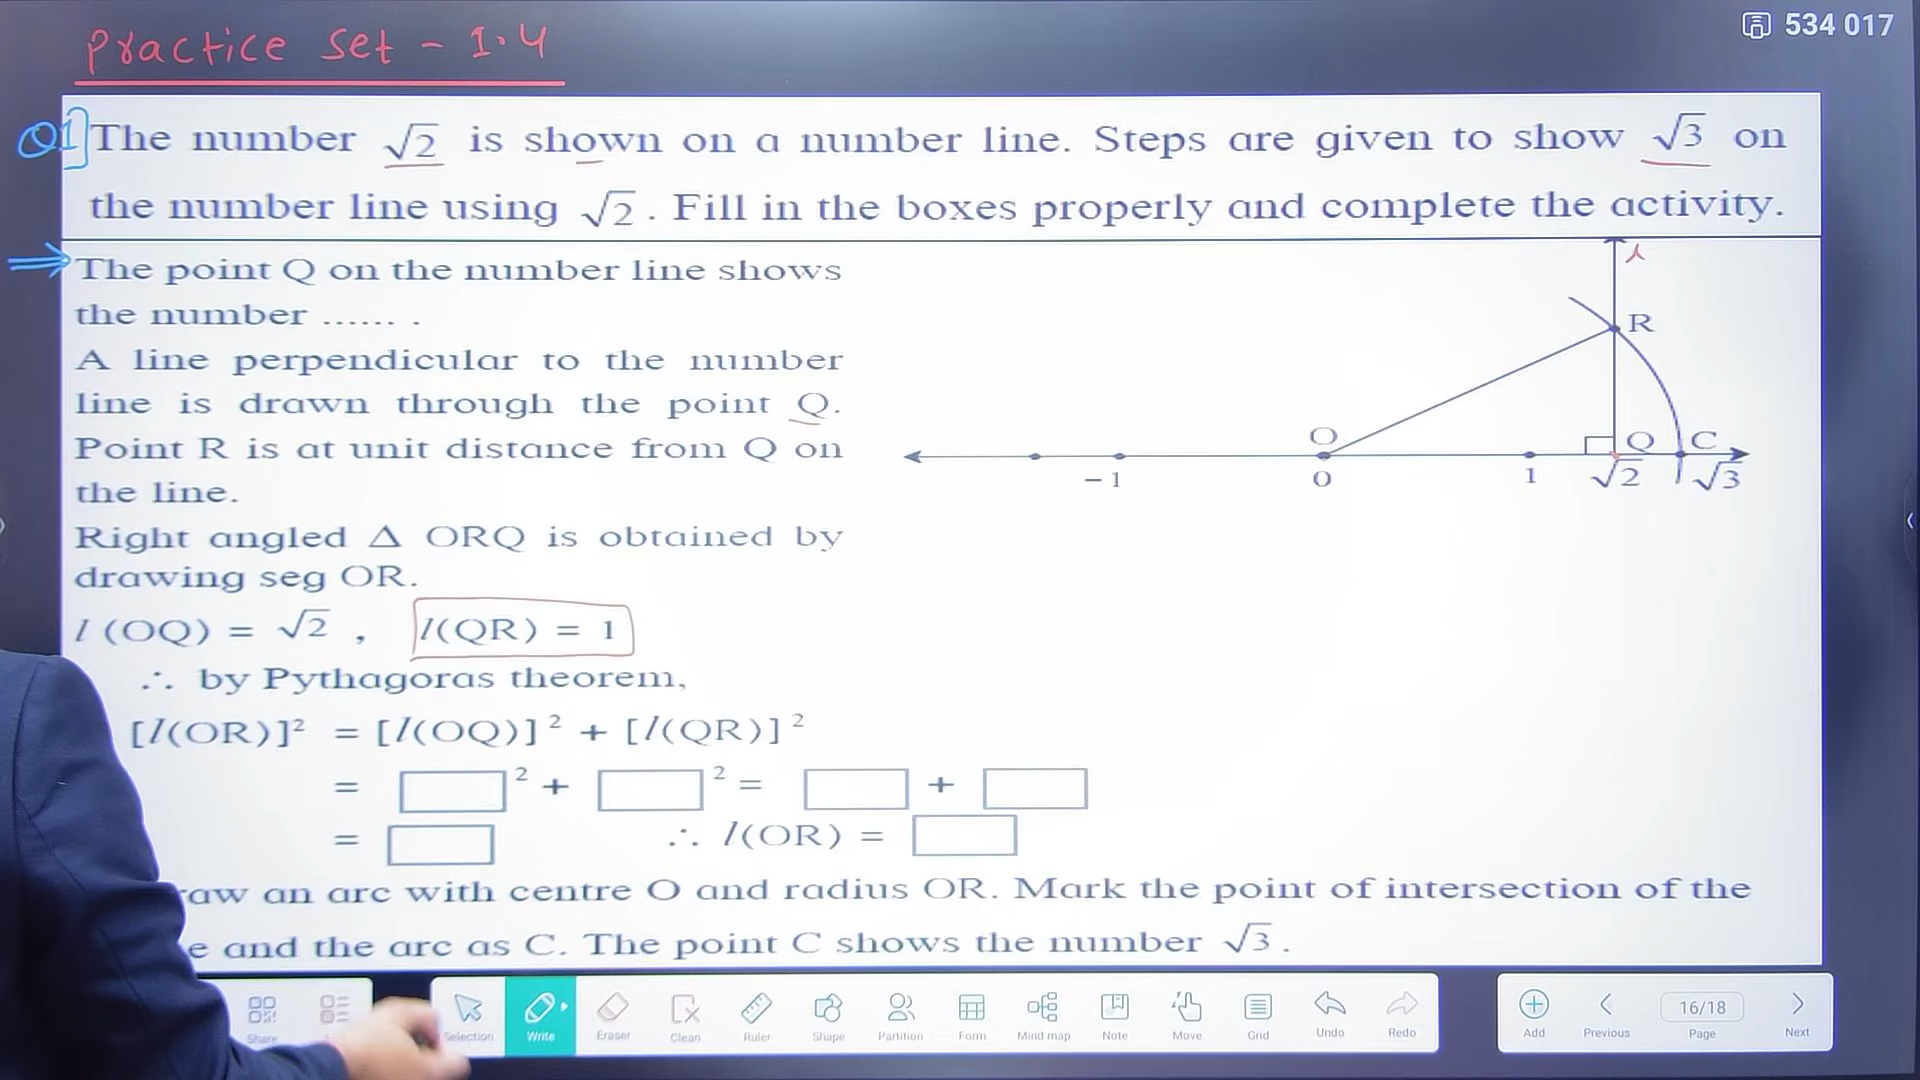 Practice Set - 1.4
534 017
Q1] The number √2 is shown on a number line. Steps are given to show √3 on
the number line using √2 . Fill in the boxes properly and complete the activity.
⇒ The point Q on the number line shows
the number ...... .
A line perpendicular to the number
line is drawn through the point Q.
Point R is at unit distance from Q on
the line.
Right angled Δ ORQ is obtained by
drawing seg OR.
l (OQ) = √2 , l(QR) = 1
∴ by Pythagoras theorem,
[l(OR)]² = [l(OQ)] ² + [l(QR)] ²
= □ ² + □ ² = □ + □
= □ ∴ l(OR) = □
raw an arc with centre O and radius OR. Mark the point of intersection of the
e and the arc as C. The point C shows the number √3 .
R
O Q C
– 1 0 1 √2 √3
Share
Selection Write Eraser Clean Ruler Shape Partition Form Mind map Note Move Grid Undo Redo
Add Previous 16/18 Page Next